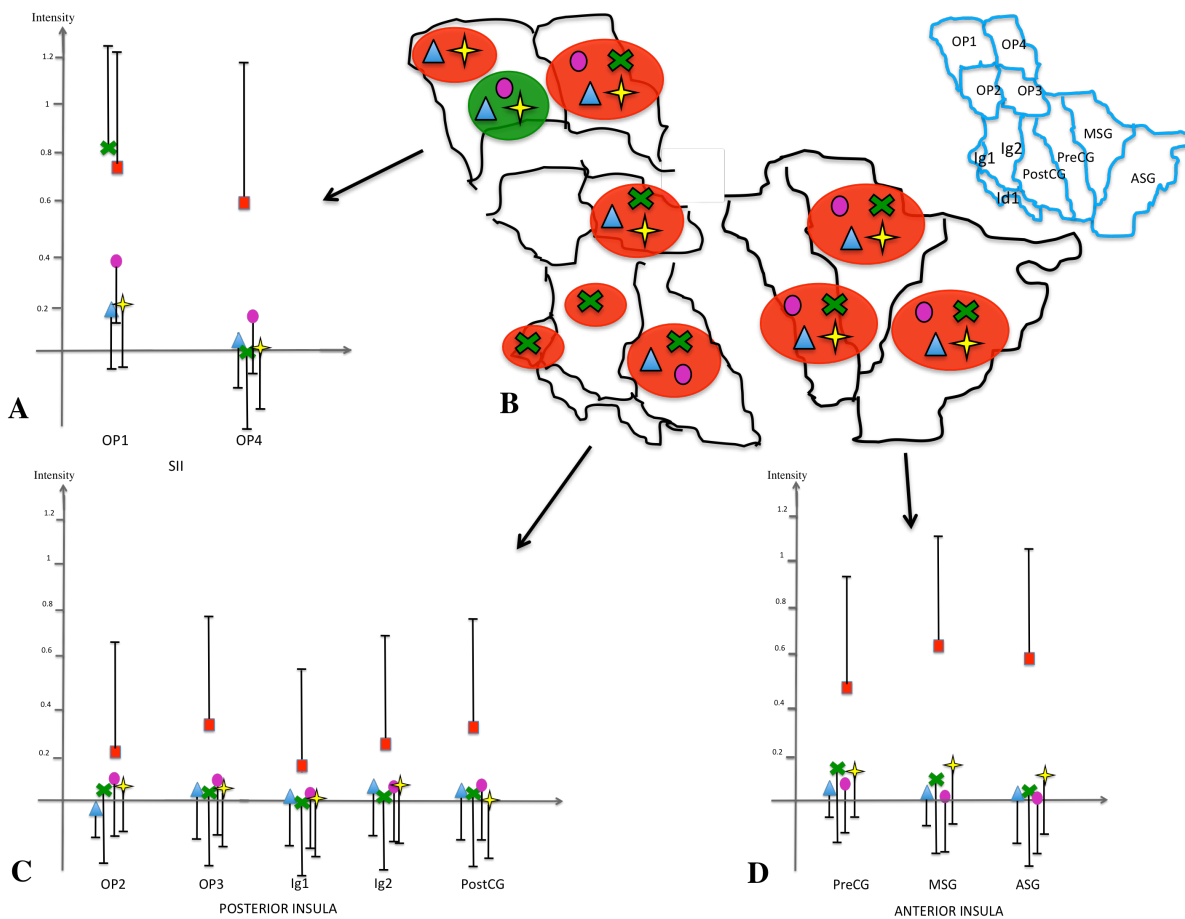 Intensity
1.2
1
0.8
0.6
0.4
0.2
A
OP1
OP4
SII
B
OP1
OP4
OP2
OP3
MSG
Ig1
Ig2
PreCG
PostCG
ASG
Id1
Intensity
1.2
1
0.8
0.6
0.4
0.2
C
OP2
OP3
Ig1
Ig2
PostCG
POSTERIOR INSULA
Intensity
1.2
1
0.8
0.6
0.4
0.2
D
PreCG
MSG
ASG
ANTERIOR INSULA